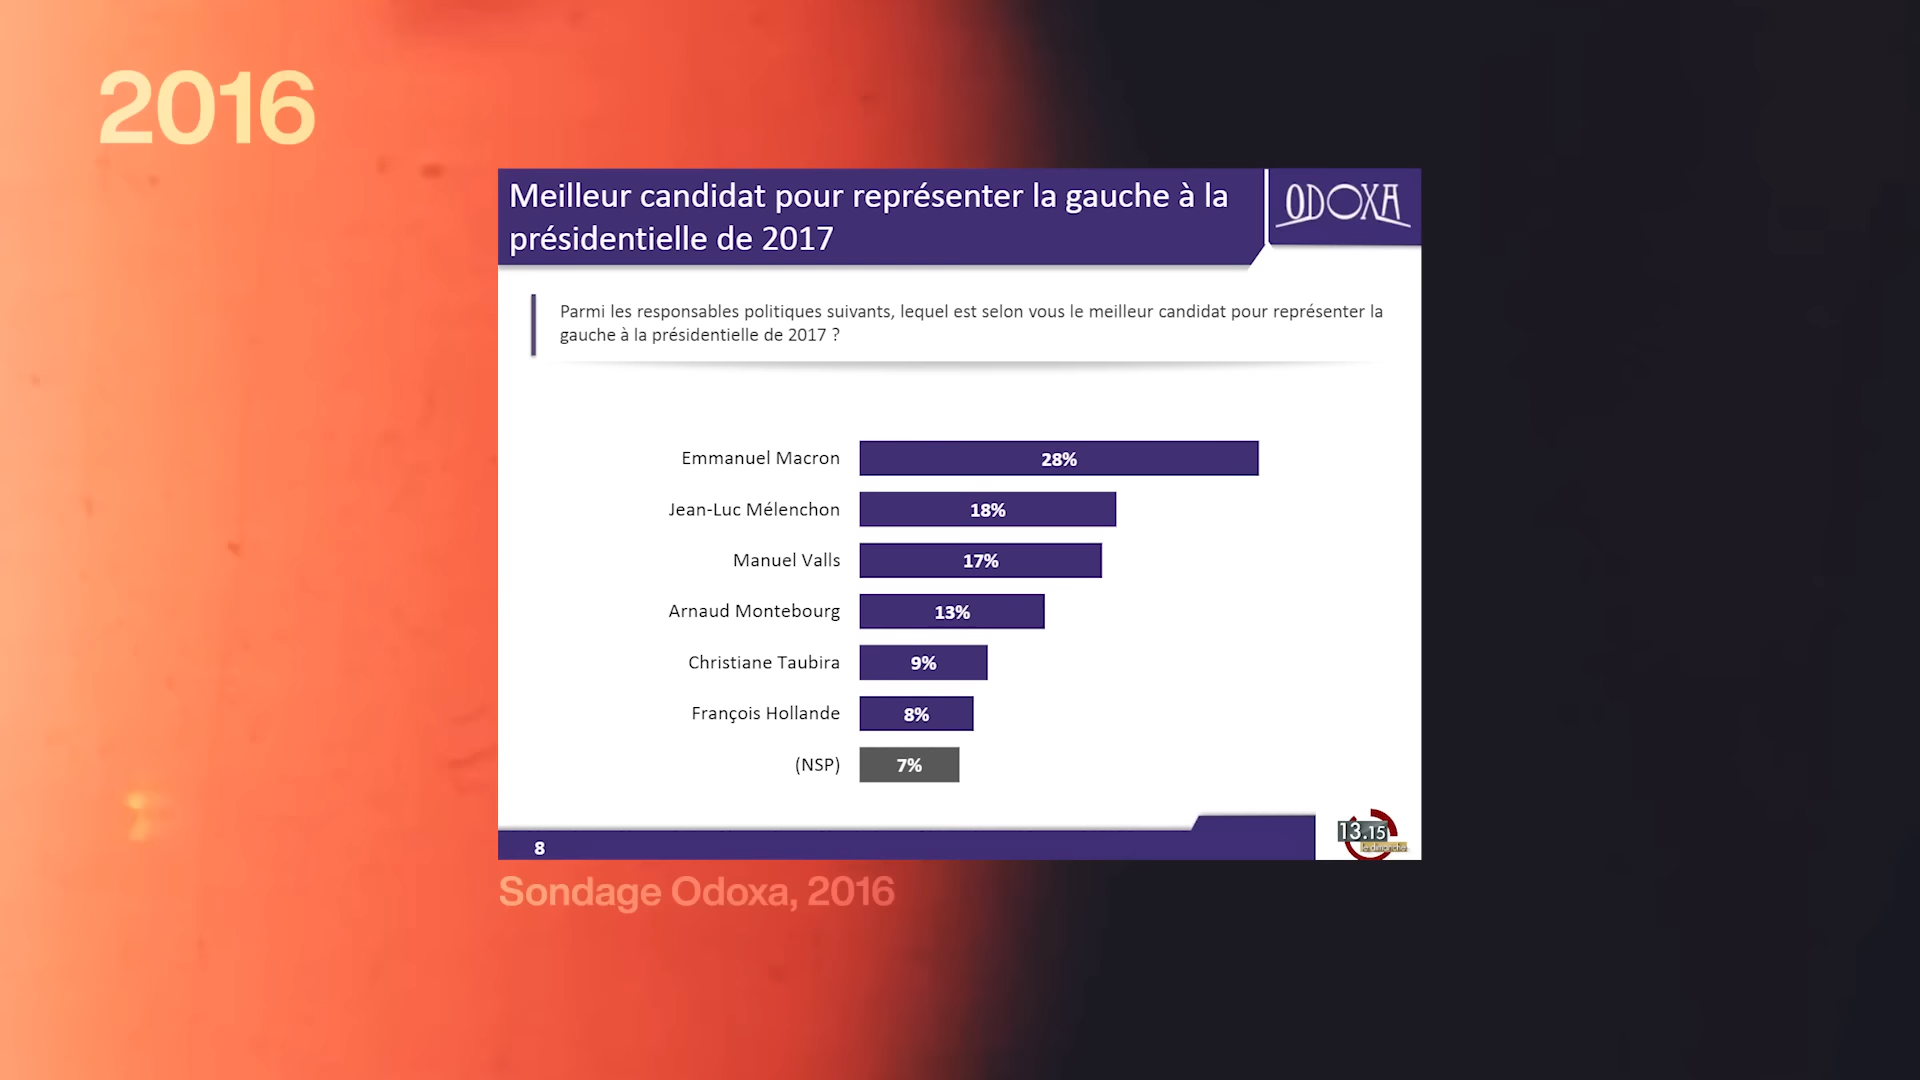 2016
Meilleur candidat pour représenter la gauche à la
présidentielle de 2017
ODOXA
Parmi les responsables politiques suivants, lequel est selon vous le meilleur candidat pour représenter la
gauche à la présidentielle de 2017 ?
Emmanuel Macron 28%
Jean-Luc Mélenchon 18%
Manuel Valls 17%
Arnaud Montebourg 13%
Christiane Taubira 9%
François Hollande 8%
(NSP) 7%
8
13.15
le dimanche
Sondage Odoxa, 2016